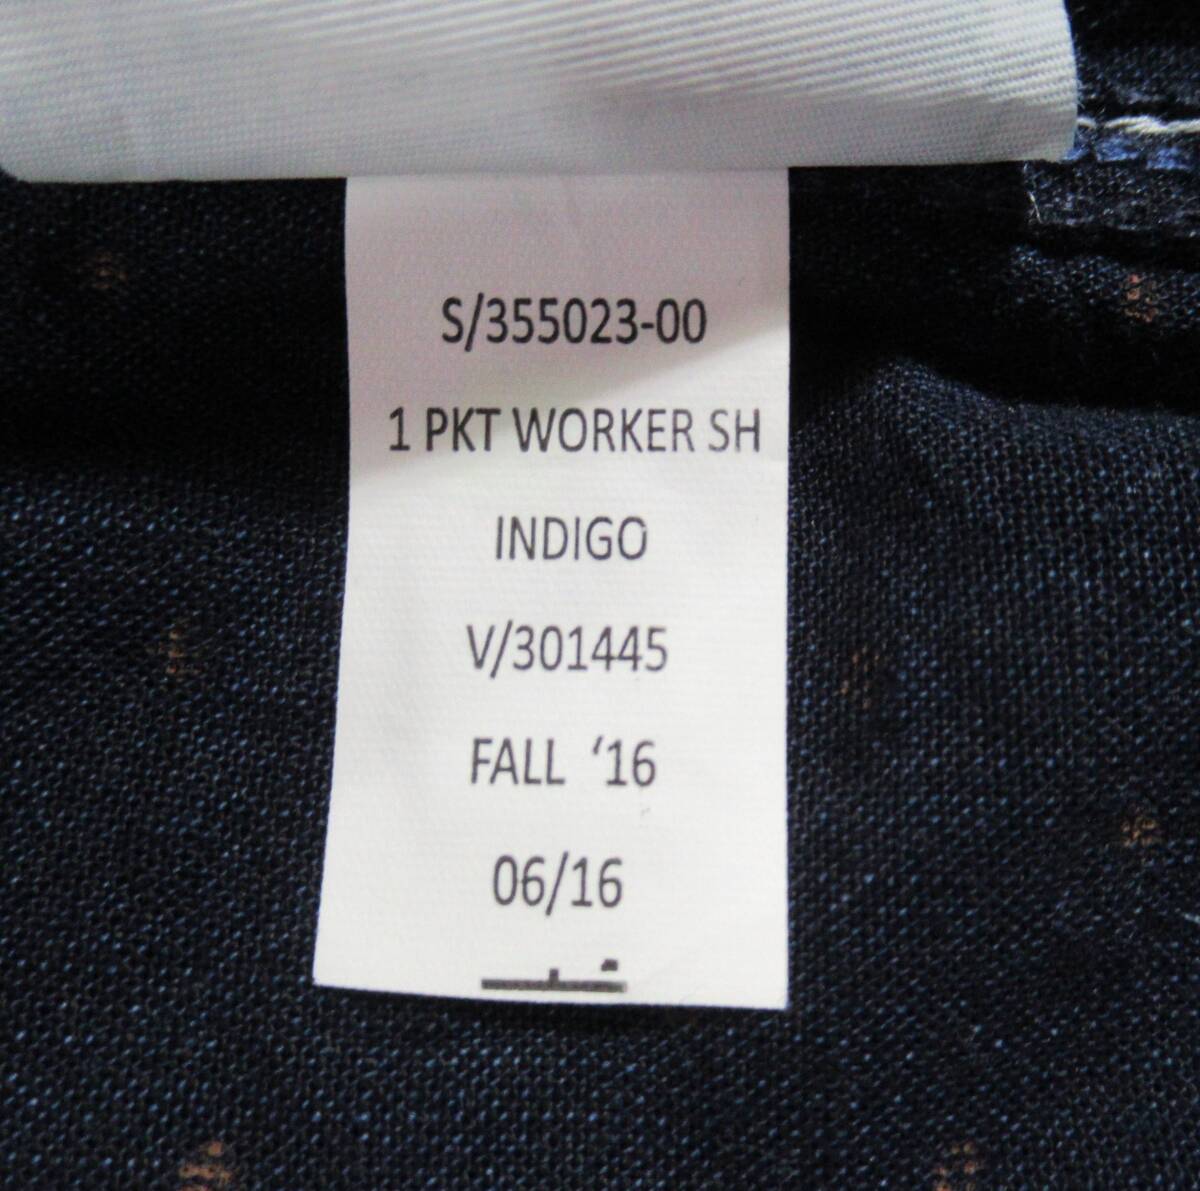 S/355023-00
1 PKT WORKER SH
INDIGO
V/301445
FALL ‘16
06/16